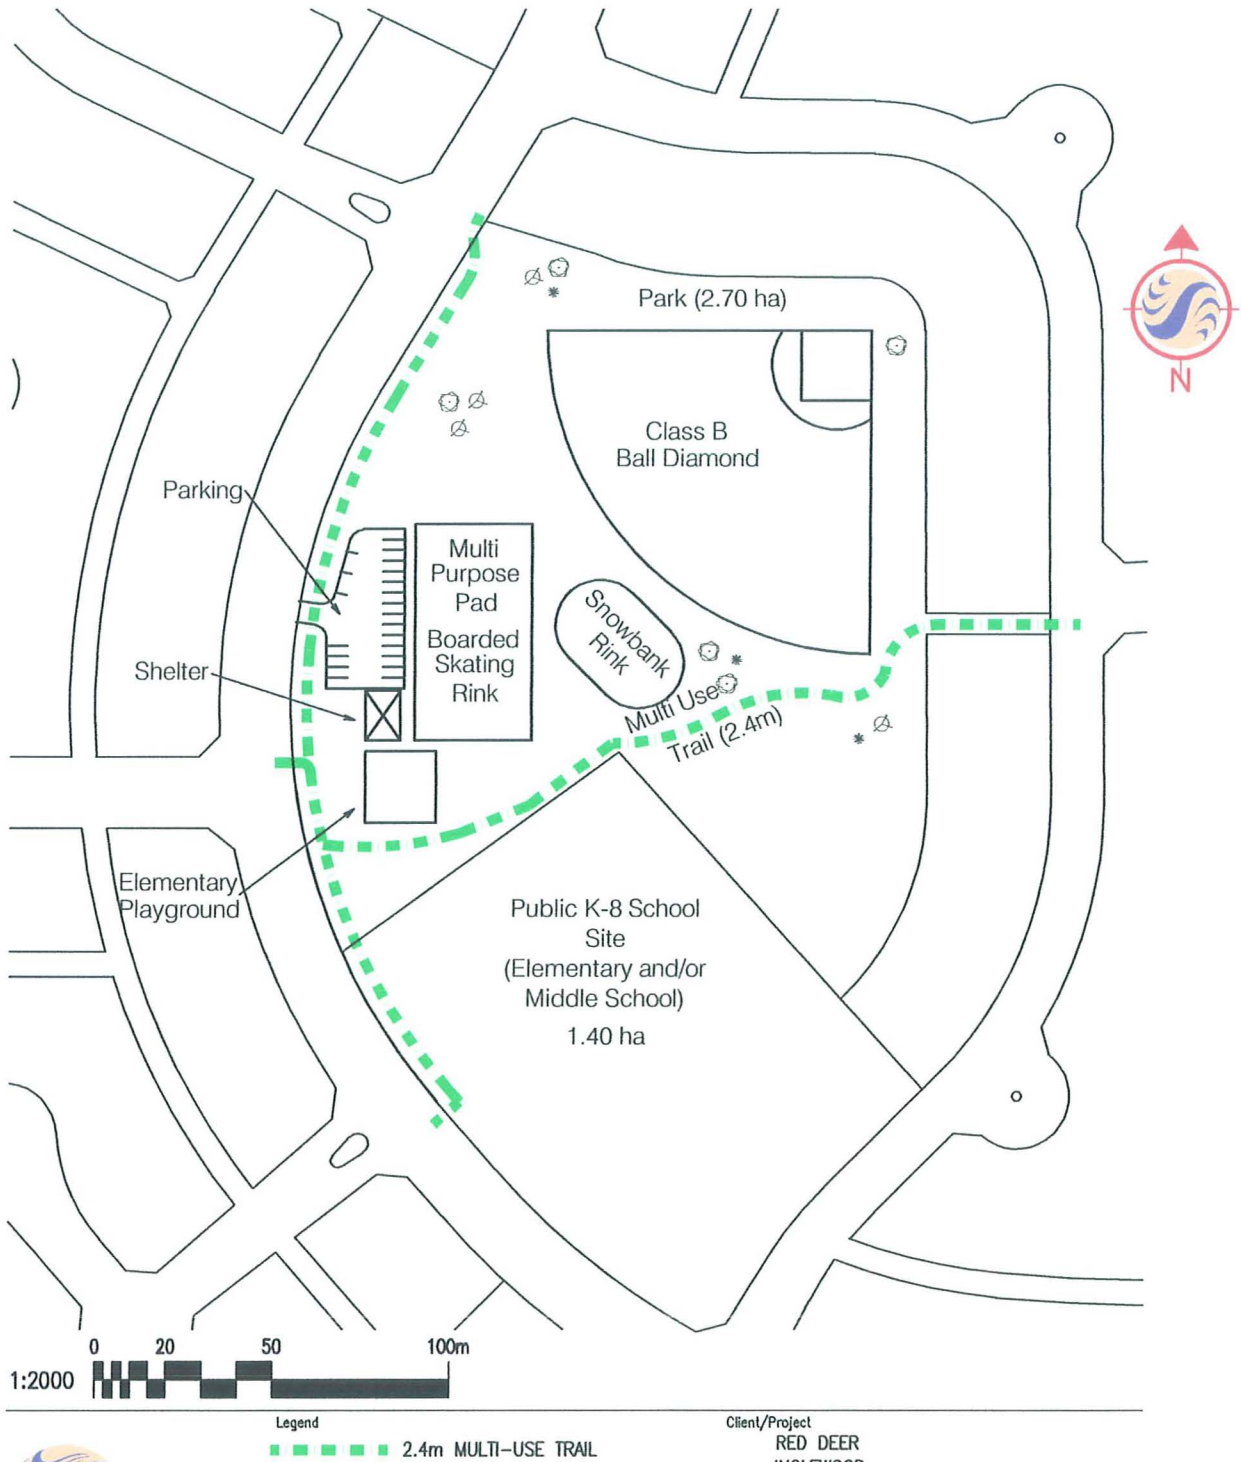 Park (2.70 ha)
N
Class B
Ball Diamond
Parking
Multi
Purpose
Pad
Boarded
Skating
Rink
Snowbank
Rink
Shelter
Multi Use
Trail (2.4m)
Elementary
Playground
Public K-8 School
Site
(Elementary and/or
Middle School)
1.40 ha
0 20 50 100m
1:2000
Legend
Client/Project
2.4m MULTI-USE TRAIL
RED DEER